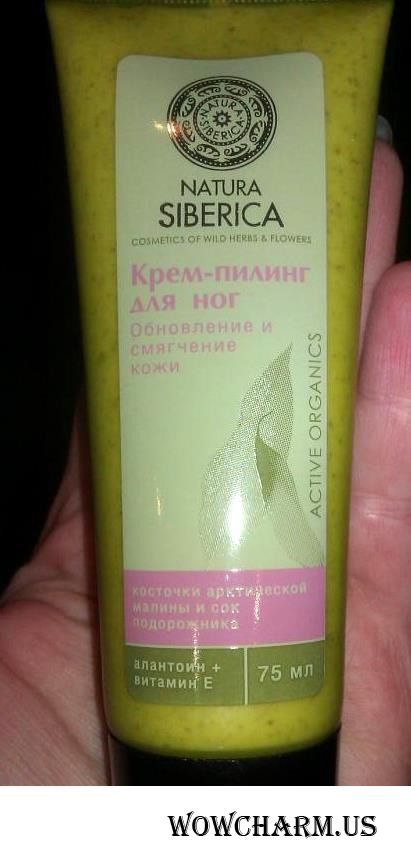 NATURA SIBERICA
NATURA
SIBERICA
COSMETICS OF WILD HERBS & FLOWERS
Крем-пилинг
для ног
Обновление и
смягчение
кожи
ACTIVE ORGANICS
косточки арктической
малины и сок
подорожника
алантоин +
витамин Е
75 мл
WOWCHARM.US